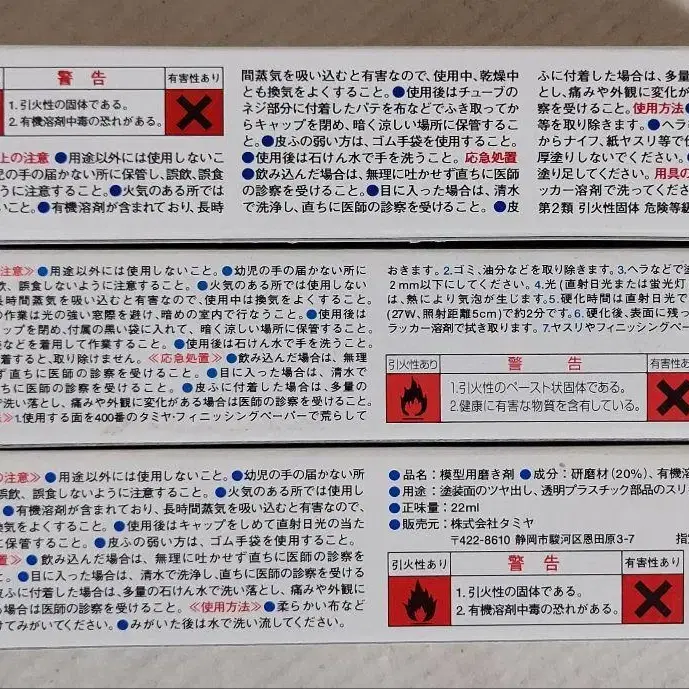 警 告
有害性あり
1.引火性の固体である。
2.有機溶剤中毒の恐れがある。
上の注意 ●用途以外には使用しないこ
児の手の届かない所に保管し、誤飲、誤食
ように注意すること。●火気のある所では
こと。●有機溶剤が含まれており、長時
間蒸気を吸い込むと有害なので、使用中、乾燥中
とも換気をよくすること。●使用後はチューブの
ネジ部分に付着したパテを布などでふき取ってか
らキャップを閉め、暗く涼しい場所に保管するこ
と。●皮ふの弱い方は、ゴム手袋を使用すること。
●使用後は石けん水で手を洗うこと。応急処置
●飲み込んだ場合は、無理に吐かせず直ちに医師
の診察を受けること。●目に入った場合は、清水
で洗浄し、直ちに医師の診察を受けること。●皮
ふに付着した場合は、多量の
とし、痛みや外観に変化が
察を受けること。使用方法
等を取り除きます。●ヘラ
からナイフ、紙ヤスリ等で
厚塗りしないでください。
塗り足してください。用具の
ッカー溶剤で洗ってくださ
第2類 引火性固体 危険等級
注意≫●用途以外には使用しないこと。●幼児の手の届かない所に
飲、誤食しないように注意すること。●火気のある所では使用しないこと。
長時間蒸気を吸い込むと有害なので、使用中は換気をよくすること。
の作業は光の強い窓際を避け、暗めの室内で行なうこと。●使用後は
ャップを閉め、付属の黒い袋に入れて、暗く涼しい場所に保管すること。
などを着用して作業すること。●使用後は石けん水で手を洗うこと。
着すると、取り除けません。≪応急処置≫●飲み込んだ場合は、無理
ずに医師の診察を受けること。●目に入った場合は、清水で
ちに医師の診察を受けること。●皮ふに付着した場合は、多量の
で洗い落とし、痛みや外観に変化がある場合は医師の診察を受けること。
≫1.使用する面を400番のタミヤ・フィニッシングペーパーで荒らして
おきます。2.ゴミ、油分などを取り除きます。3.ヘラなどで塗
2mm以下にしてください。4.光(直射日光または蛍光灯
は、熱により気泡が生じます。5.硬化時間は直射日光で
(27W、照射距離5cm)で約2分です。6.硬化後、表面に残っ
ラッカー溶剤で拭き取ります。7.ヤスリやフィニッシングペー
引火性あり
警 告
有害性あ
1.引火性のペースト状固体である。
2.健康に有害な物質を含有している。
の注意≫●用途以外には使用しないこと。●幼児の手の届かない所
誤飲、誤食しないように注意すること。●火気のある所では使用し
●有機溶剤が含まれており、長時間蒸気を吸い込むと有害なので、
換気をよくすること。●使用後はキャップをしめて直射日光の当た
こと。●皮ふの弱い方は、ゴム手袋を使用すること。
置≫●飲み込んだ場合は、無理に吐かせず直ちに医師の診察を
●目に入った場合は、清水で洗浄し、直ちに医師の診察を受ける
皮ふに付着した場合は、多量の石けん水で洗い落とし、痛みや外観に
場合は医師の診察を受けること。≪使用方法≫●柔らかい布など
けてみがいてください。●みがいた後は水で洗い流してください。
●品名：模型用磨き剤 ●成分：研磨材(20%)、有機溶
●用途：塗装面のツヤ出し、透明プラスチック部品のスリ
●正味量：22ml
●販売元：株式会社タミヤ
〒422-8610 静岡市駿河区恩田原3-7
引火性あり
警 告
有害性あり
1.引火性の固体である。
2.有機溶剤中毒の恐れがある。